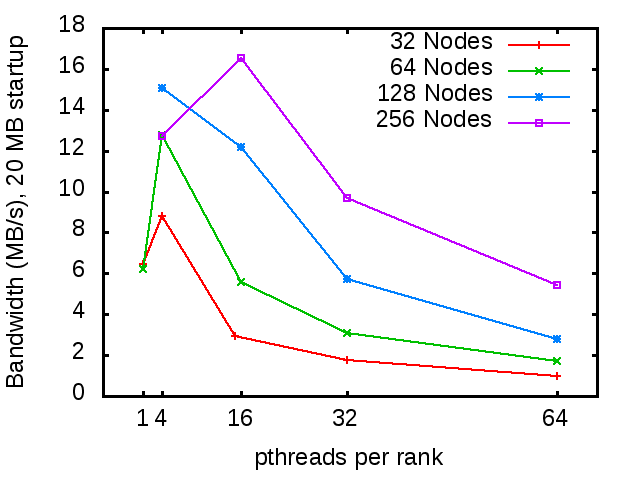 18
16
14
12
10
8
6
4
2
0
Bandwidth (MB/s), 20 MB startup
32 Nodes
64 Nodes
128 Nodes
256 Nodes
1 4 16 32 64
pthreads per rank